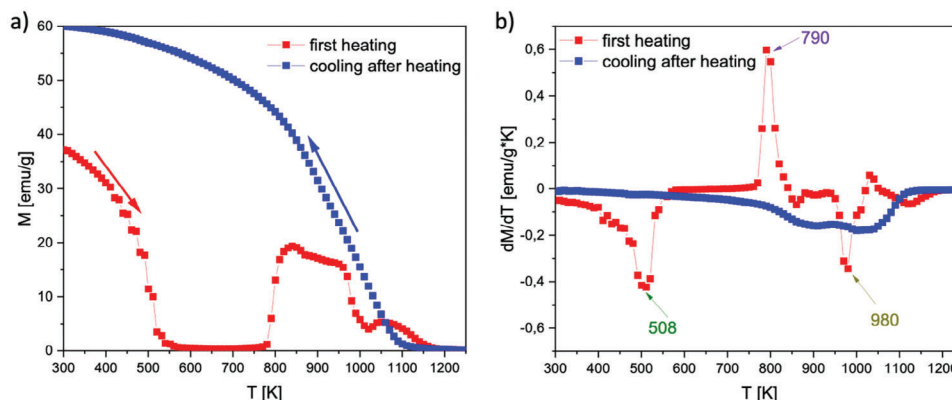 a)
60
50
40
30
20
10
0
M [emu/g]
first heating
cooling after heating
300 400 500 600 700 800 900 1000 1100 1200
T [K]
b)
0,6
0,4
0,2
0
-0,2
-0,4
-0,6
dM/dT [emu/g*K]
first heating
cooling after heating
790
508
980
300 400 500 600 700 800 900 1000 1100 1200
T [K]